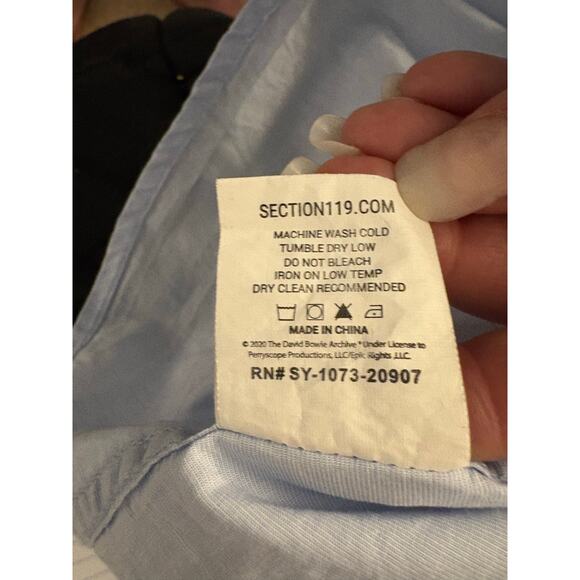 SECTION119.COM
MACHINE WASH COLD
TUMBLE DRY LOW
DO NOT BLEACH
IRON ON LOW TEMP
DRY CLEAN RECOMMENDED
MADE IN CHINA
© 2020 The David Bowie Archive ® Under License to
Perryscope Productions, LLC/Epic Rights ,LLC.
RN# SY-1073-20907